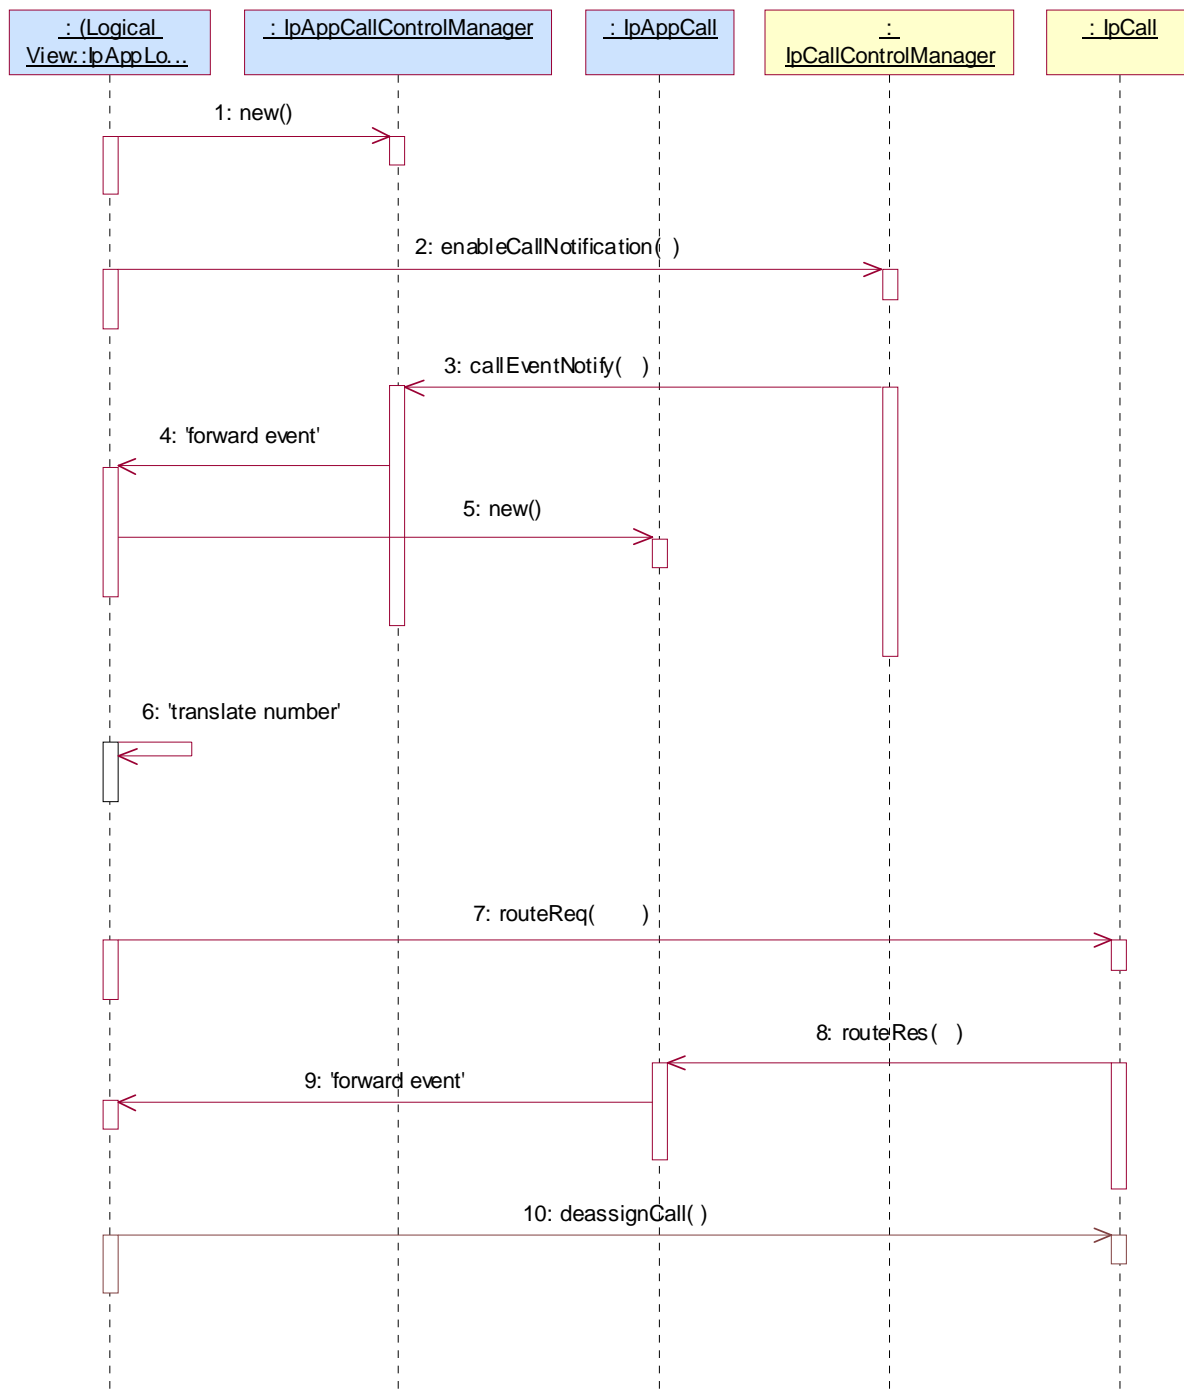 : (Logical
View::IpAppLo...
: IpAppCallControlManager
: IpAppCall
:
IpCallControlManager
: IpCall
1: new()
2: enableCallNotification( )
3: callEventNotify( )
4: 'forward event'
5: new()
6: 'translate number'
7: routeReq( )
8: routeRes( )
9: 'forward event'
10: deassignCall( )